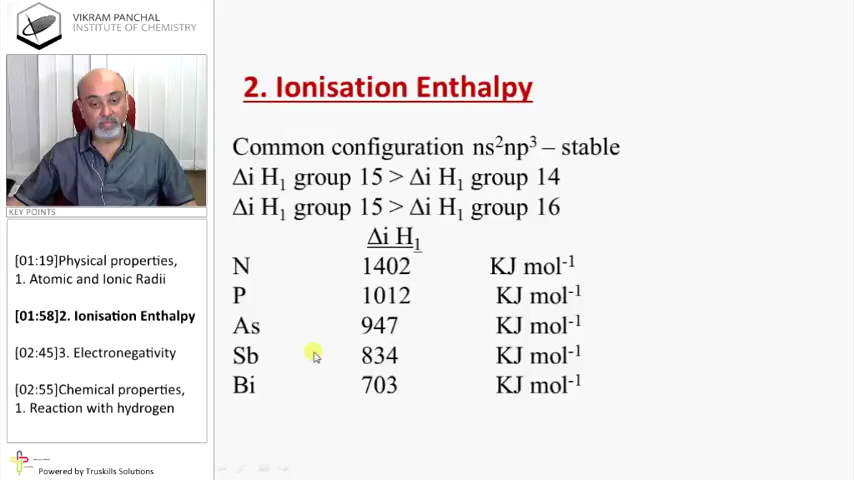 VIKRAM PANCHAL
INSTITUTE OF CHEMISTRY
2. Ionisation Enthalpy
Common configuration ns²np³ – stable
Δi H₁ group 15 > Δi H₁ group 14
Δi H₁ group 15 > Δi H₁ group 16
Δi H₁
N 1402 KJ mol⁻¹
P 1012 KJ mol⁻¹
As 947 KJ mol⁻¹
Sb 834 KJ mol⁻¹
Bi 703 KJ mol⁻¹
KEY POINTS
[01:19]Physical properties,
1. Atomic and Ionic Radii
[01:58]2. Ionisation Enthalpy
[02:45]3. Electronegativity
[02:55]Chemical properties,
1. Reaction with hydrogen
Powered by Truskills Solutions